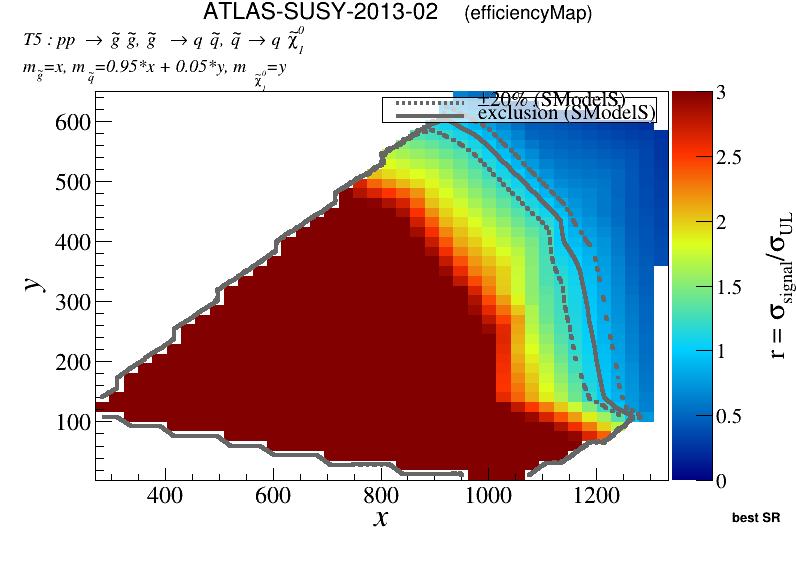 ATLAS-SUSY-2013-02 (efficiencyMap)
T5 : pp → g̃ g̃, g̃ → q q̃, q̃ → q χ̃₁⁰
m_g̃=x, m_q̃=0.95*x + 0.05*y, m_χ̃₁⁰=y
±20% (SModelS)
exclusion (SModelS)
600
500
400
300
200
100
y
400 600 800 1000 1200
x
3
2.5
2
1.5
1
0.5
0
r = σ_signal/σ_UL
best SR